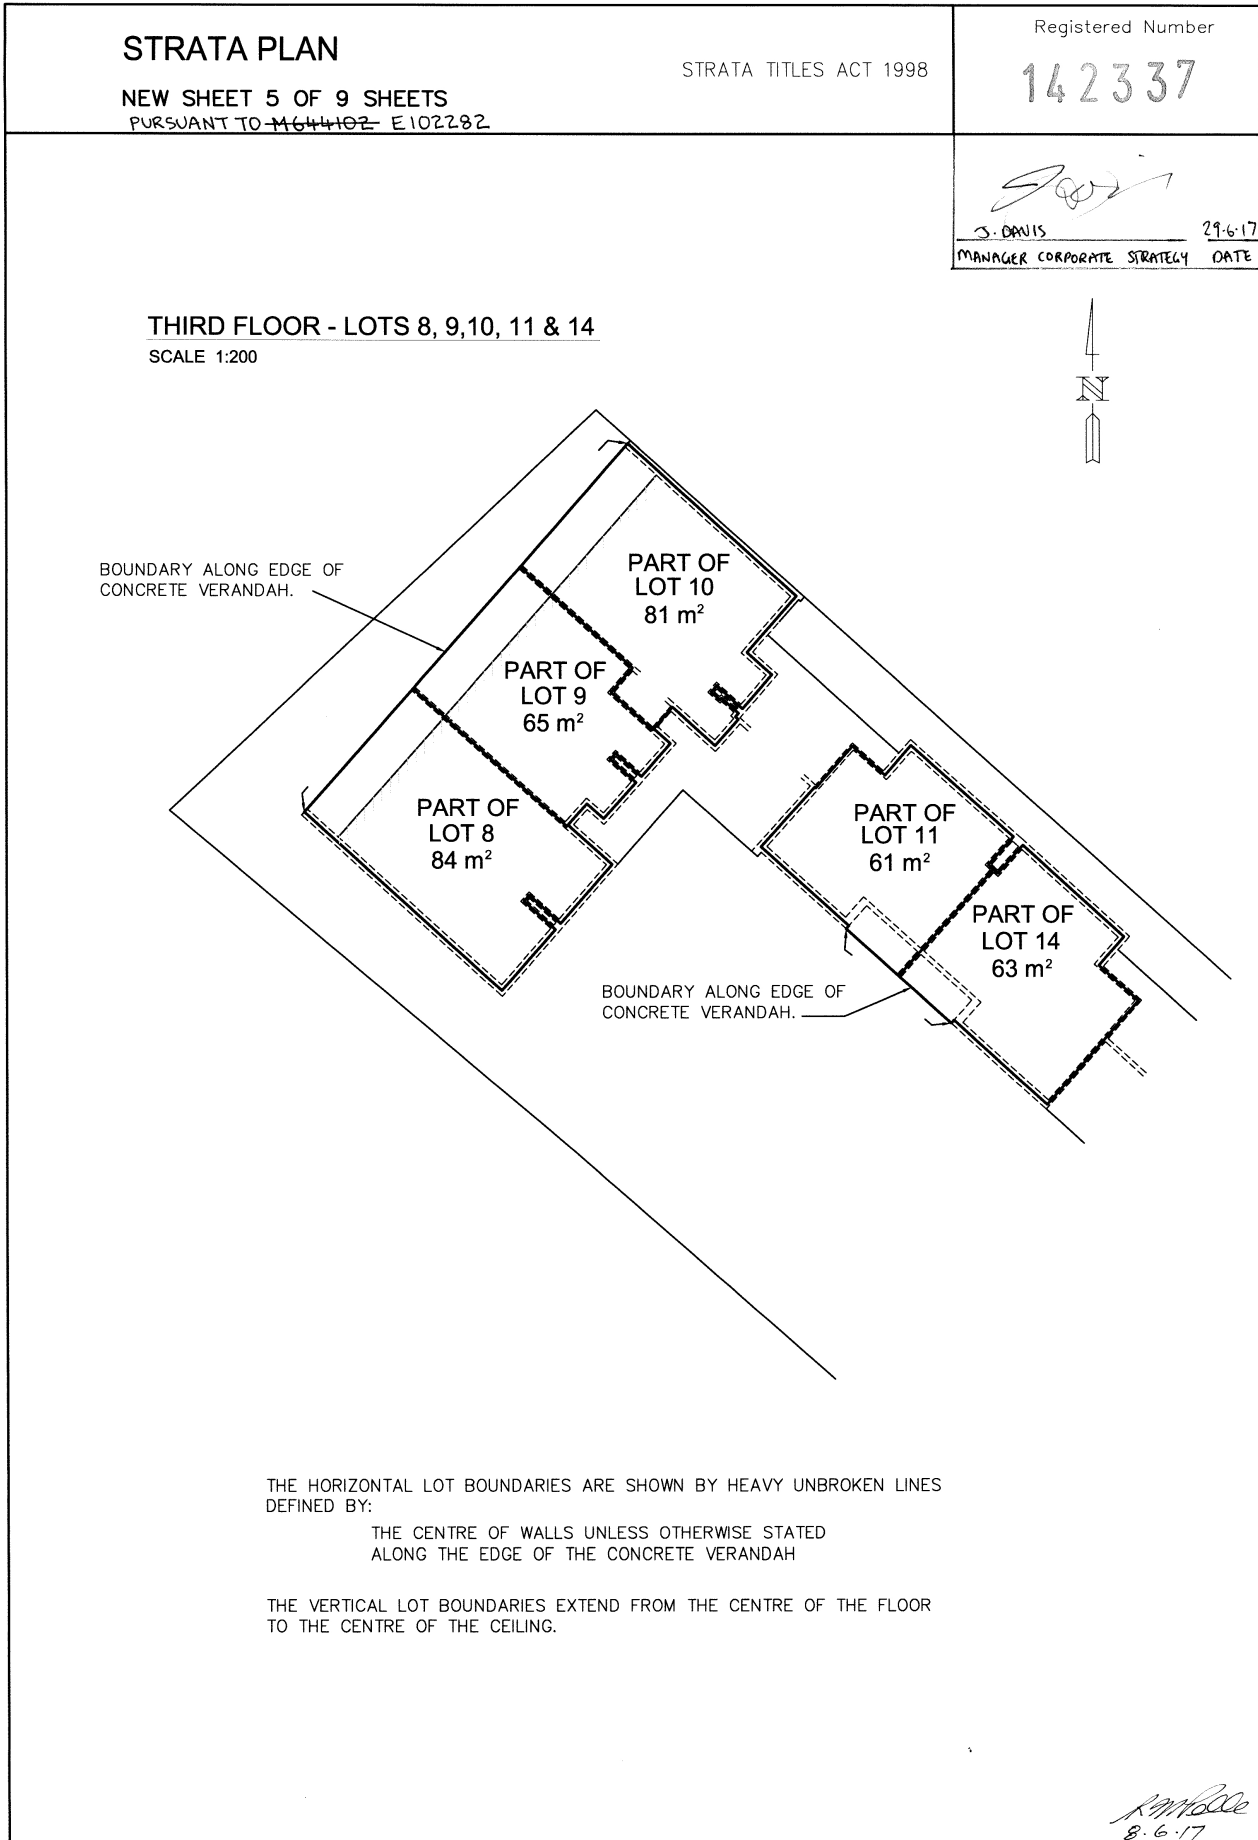 STRATA PLAN
NEW SHEET 5 OF 9 SHEETS
PURSUANT TO M644102 E102282
STRATA TITLES ACT 1998
Registered Number
142337
J. DAVIS 29·6·17
MANAGER CORPORATE STRATEGY DATE
THIRD FLOOR - LOTS 8, 9,10, 11 & 14
SCALE 1:200
N
BOUNDARY ALONG EDGE OF
CONCRETE VERANDAH.
PART OF
LOT 10
81 m²
PART OF
LOT 9
65 m²
PART OF
LOT 8
84 m²
PART OF
LOT 11
61 m²
PART OF
LOT 14
63 m²
BOUNDARY ALONG EDGE OF
CONCRETE VERANDAH.
THE HORIZONTAL LOT BOUNDARIES ARE SHOWN BY HEAVY UNBROKEN LINES
DEFINED BY:
THE CENTRE OF WALLS UNLESS OTHERWISE STATED
ALONG THE EDGE OF THE CONCRETE VERANDAH
THE VERTICAL LOT BOUNDARIES EXTEND FROM THE CENTRE OF THE FLOOR
TO THE CENTRE OF THE CEILING.
8·6·17